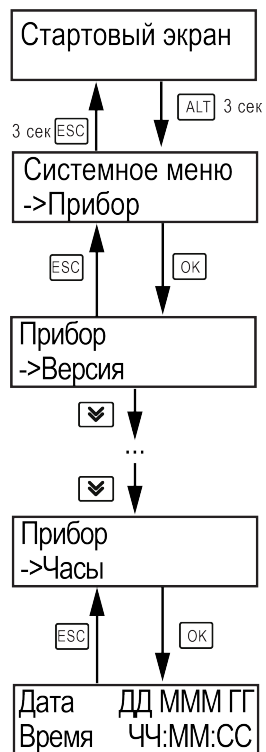 Стартовый экран
3 сек ESC ALT 3 сек
Системное меню
->Прибор
ESC OK
Прибор
->Версия
...
Прибор
->Часы
ESC OK
Дата ДД МММ ГГ
Время ЧЧ:ММ:СС